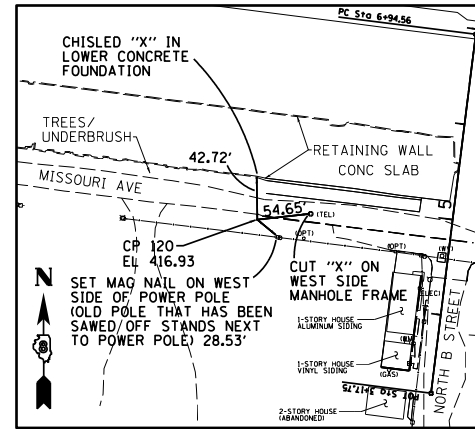 PC Sta 6+94.56
CHISLED "X" IN
LOWER CONCRETE
FOUNDATION
TREES/
UNDERBRUSH
42.72'
RETAINING WALL
CONC SLAB
MISSOURI AVE
5
54.65'
(TEL)
(OPT)
CP 120
EL 416.93
CUT "X" ON
WEST SIDE
MANHOLE FRAME
(OPT)
(WV)
N
SET MAG NAIL ON WEST
SIDE OF POWER POLE
(OLD POLE THAT HAS BEEN
SAWED OFF STANDS NEXT
TO POWER POLE) 28.53'
(ELEC)
1-STORY HOUSE
ALUMINUM SIDING
1-STORY HOUSE
VINYL SIDING
(GAS)
NORTH B STREET
2-STORY HOUSE
(ABANDONED)